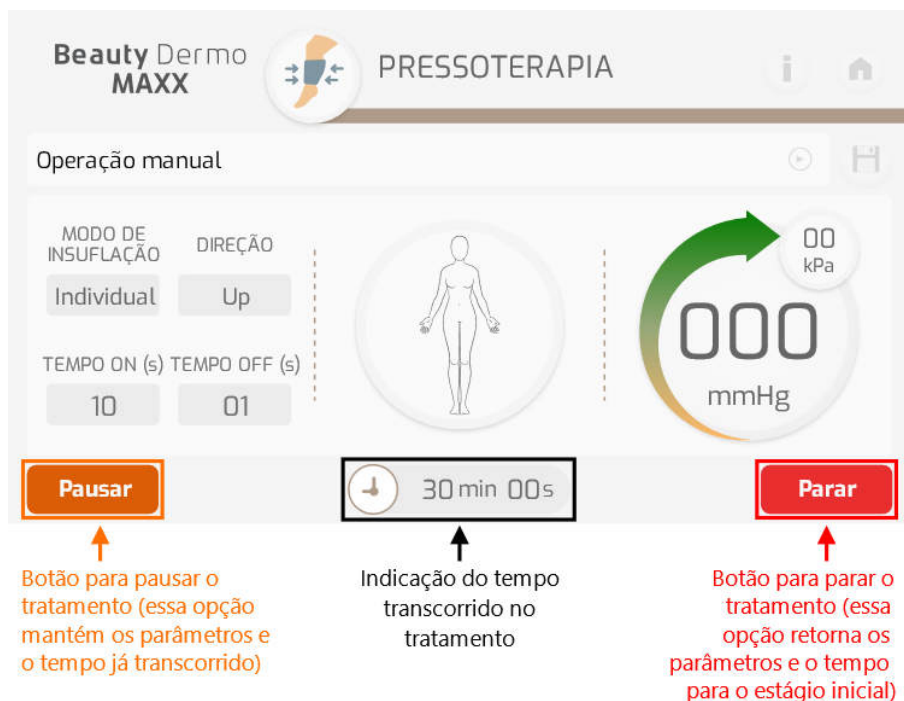 Beauty Dermo
MAXX
PRESSOTERAPIA
i
Operação manual
MODO DE
INSUFLAÇÃO
DIREÇÃO
Individual
Up
TEMPO ON (s) TEMPO OFF (s)
10
01
00
kPa
000
mmHg
Pausar
30 min 00s
Parar
Botão para pausar o
tratamento (essa opção
mantém os parâmetros e
o tempo já transcorrido)
Indicação do tempo
transcorrido no
tratamento
Botão para parar o
tratamento (essa
opção retorna os
parâmetros e o tempo
para o estágio inicial)